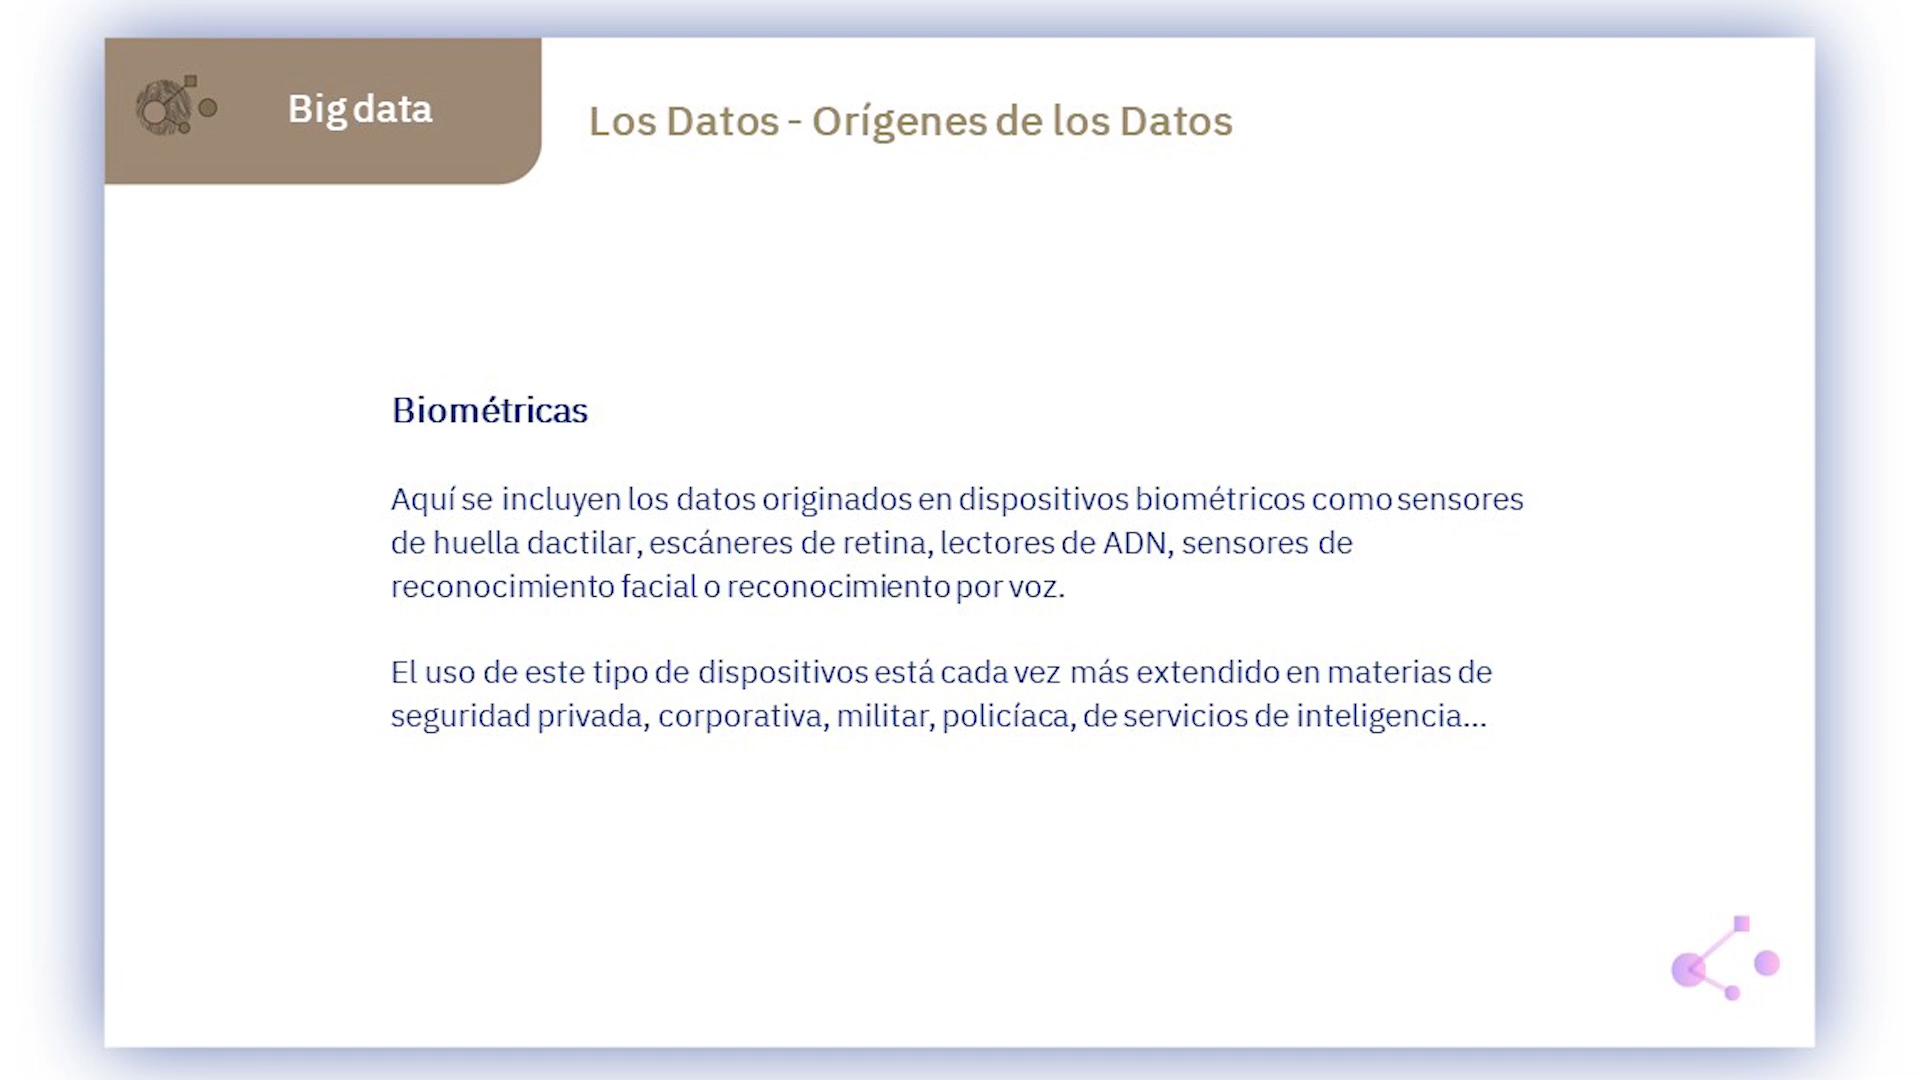 Big data
Los Datos - Orígenes de los Datos
Biométricas
Aquí se incluyen los datos originados en dispositivos biométricos como sensores
de huella dactilar, escáneres de retina, lectores de ADN, sensores de
reconocimiento facial o reconocimiento por voz.
El uso de este tipo de dispositivos está cada vez más extendido en materias de
seguridad privada, corporativa, militar, policíaca, de servicios de inteligencia...